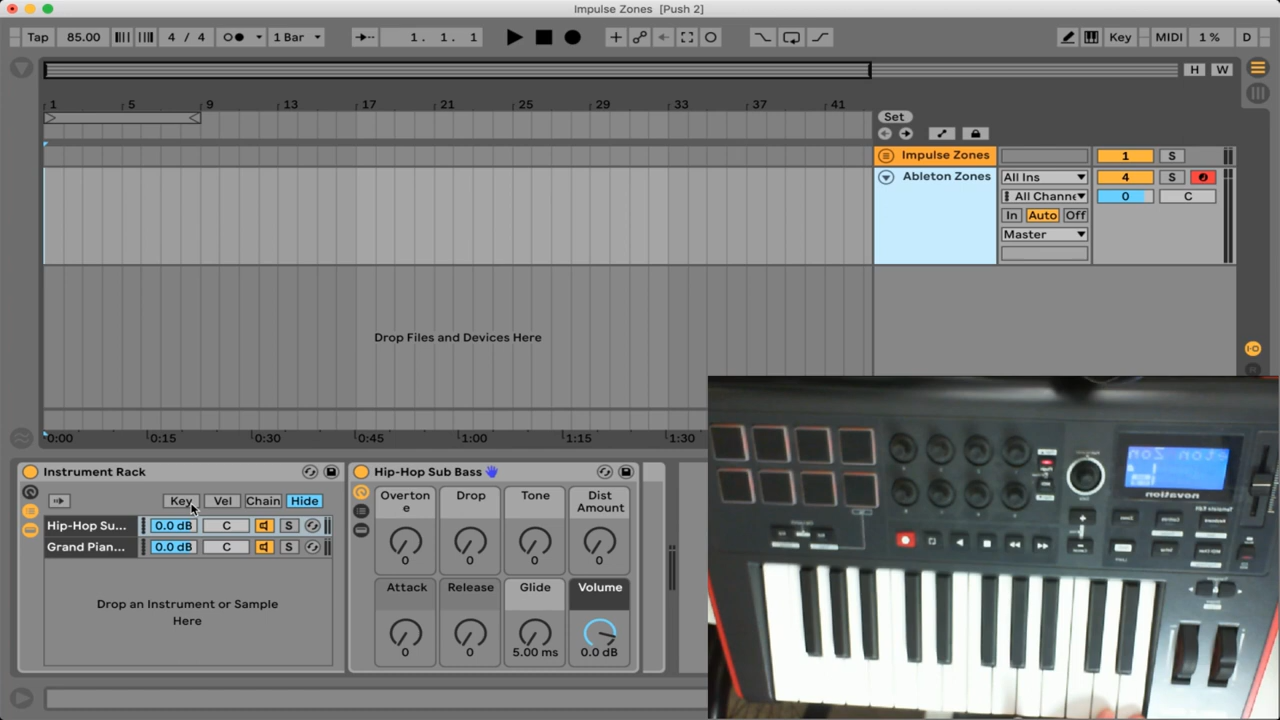 Impulse Zones [Push 2]
Tap 85.00 4 / 4 1 Bar 1. 1. 1 Key MIDI 1 % D
H W
1 5 9 13 17 21 25 29 33 37 41
Set
Impulse Zones 1 S
Ableton Zones All Ins 4 S
All Channe 0 C
In Auto Off
Master
Drop Files and Devices Here
0:00 0:15 0:30 0:45 1:00 1:15 1:30
Instrument Rack
Key Vel Chain Hide
Hip-Hop Su... 0.0 dB C S
Grand Pian... 0.0 dB C S
Drop an Instrument or Sample
Here
Hip-Hop Sub Bass
Overton
e
Drop
Tone
Dist
Amount
0 0 0 0
Attack Release Glide Volume
0 0 5.00 ms 0.0 dB
novation